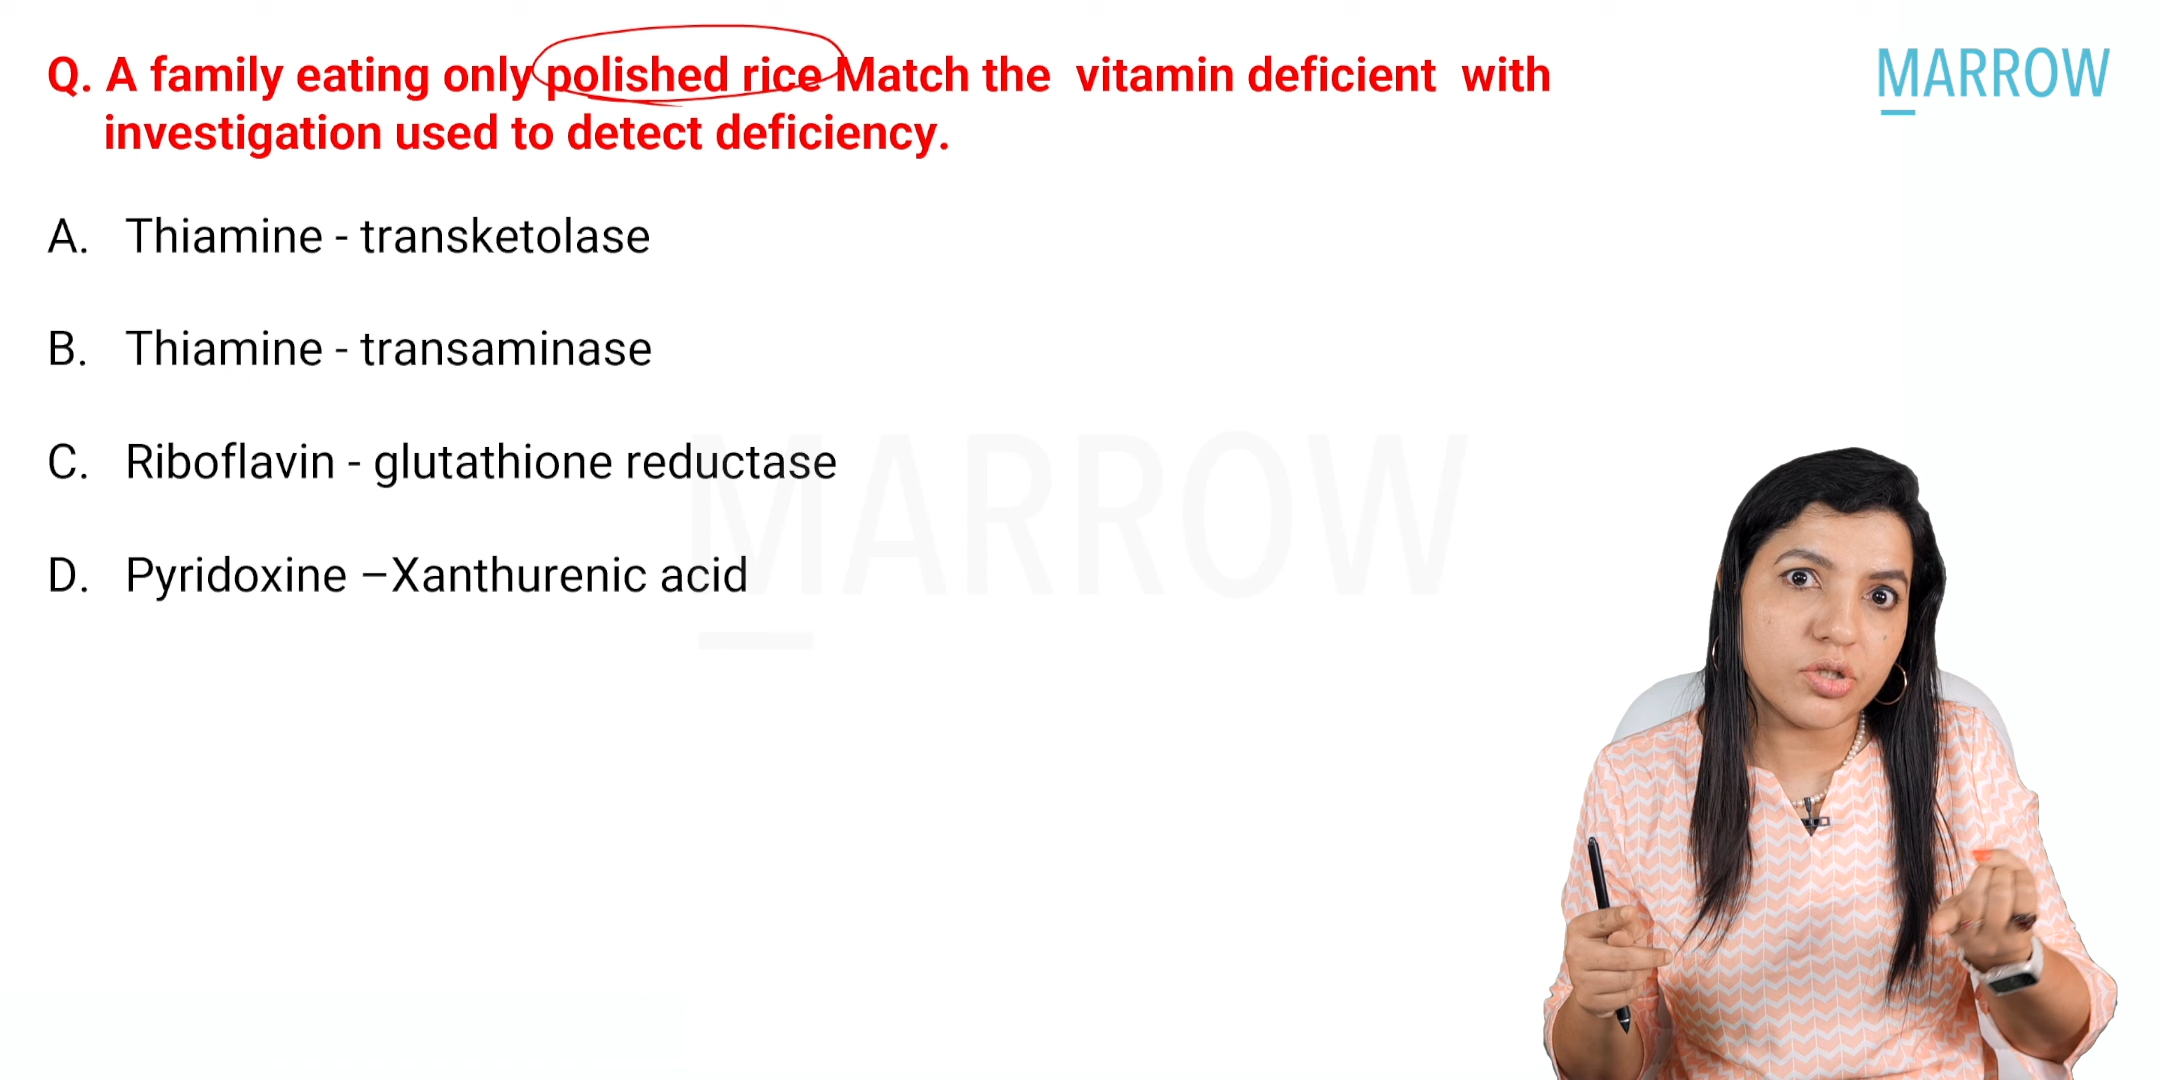 Q. A family eating only polished rice Match the vitamin deficient with
investigation used to detect deficiency.
MARROW
A. Thiamine - transketolase
B. Thiamine - transaminase
C. Riboflavin - glutathione reductase
D. Pyridoxine –Xanthurenic acid
MARROW